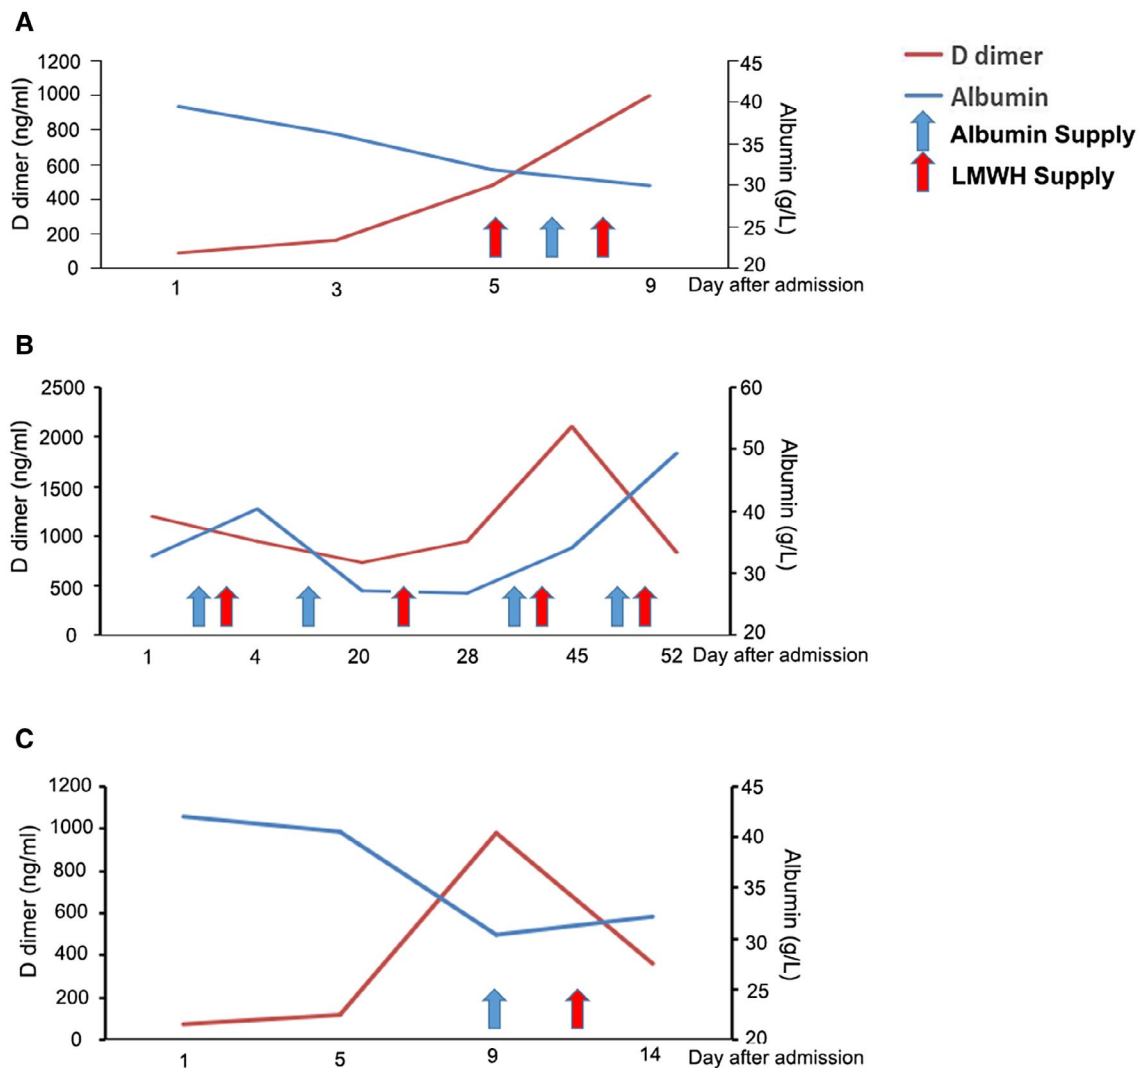 A
1200
1000
800
600
400
200
0
D dimer (ng/ml)
45
40
35
30
25
20
Albumin (g/L)
1 3 5 9 Day after admission
D dimer
Albumin
Albumin Supply
LMWH Supply
B
2500
2000
1500
1000
500
0
D dimer (ng/ml)
60
50
40
30
20
Albumin (g/L)
1 4 20 28 45 52 Day after admission
C
1200
1000
800
600
400
200
0
D dimer (ng/ml)
45
40
35
30
25
20
Albumin (g/L)
1 5 9 14 Day after admission